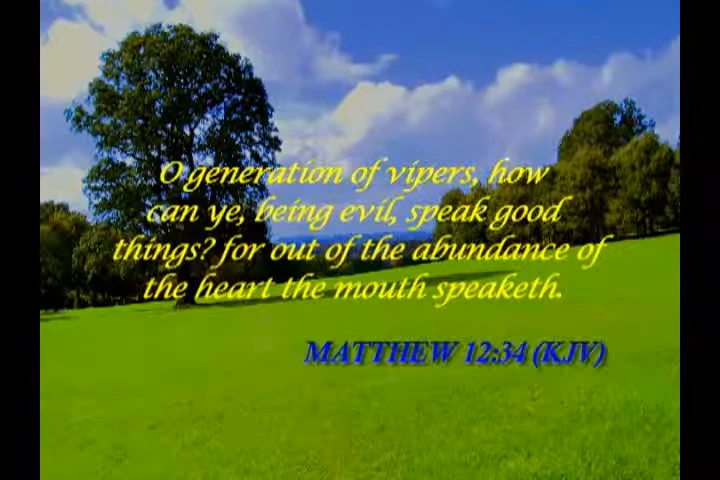 O generation of vipers, how
can ye, being evil, speak good
things? for out of the abundance of
the heart the mouth speaketh.
MATTHEW 12:34 (KJV)